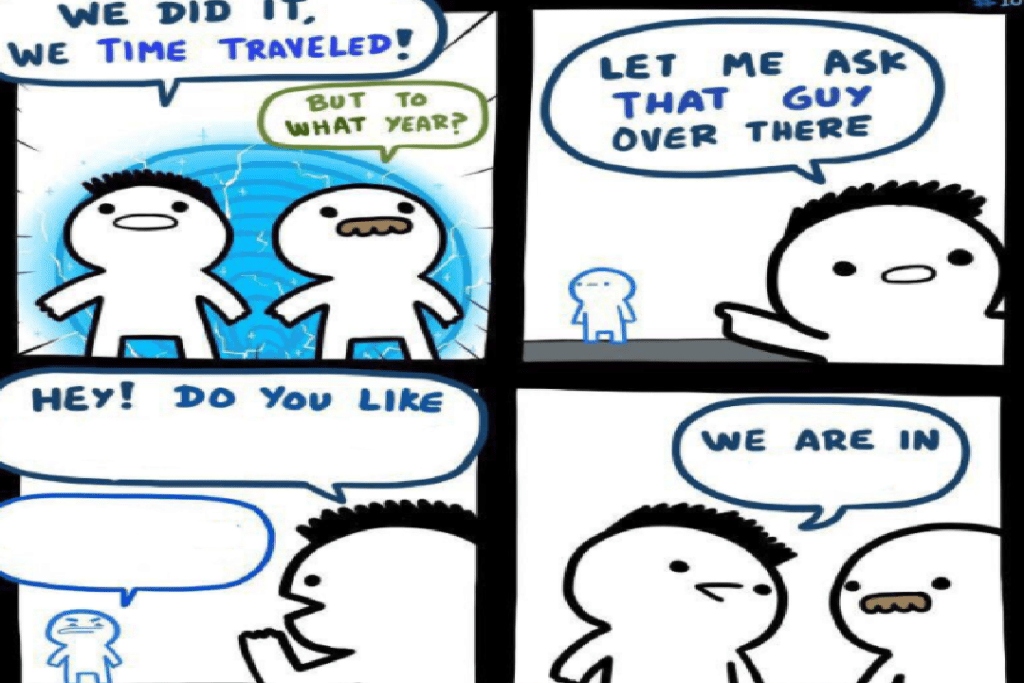 WE DID IT,
WE TIME TRAVELED!
BUT TO
WHAT YEAR?
LET ME ASK
THAT GUY
OVER THERE
HEY! DO YOU LIKE
WE ARE IN